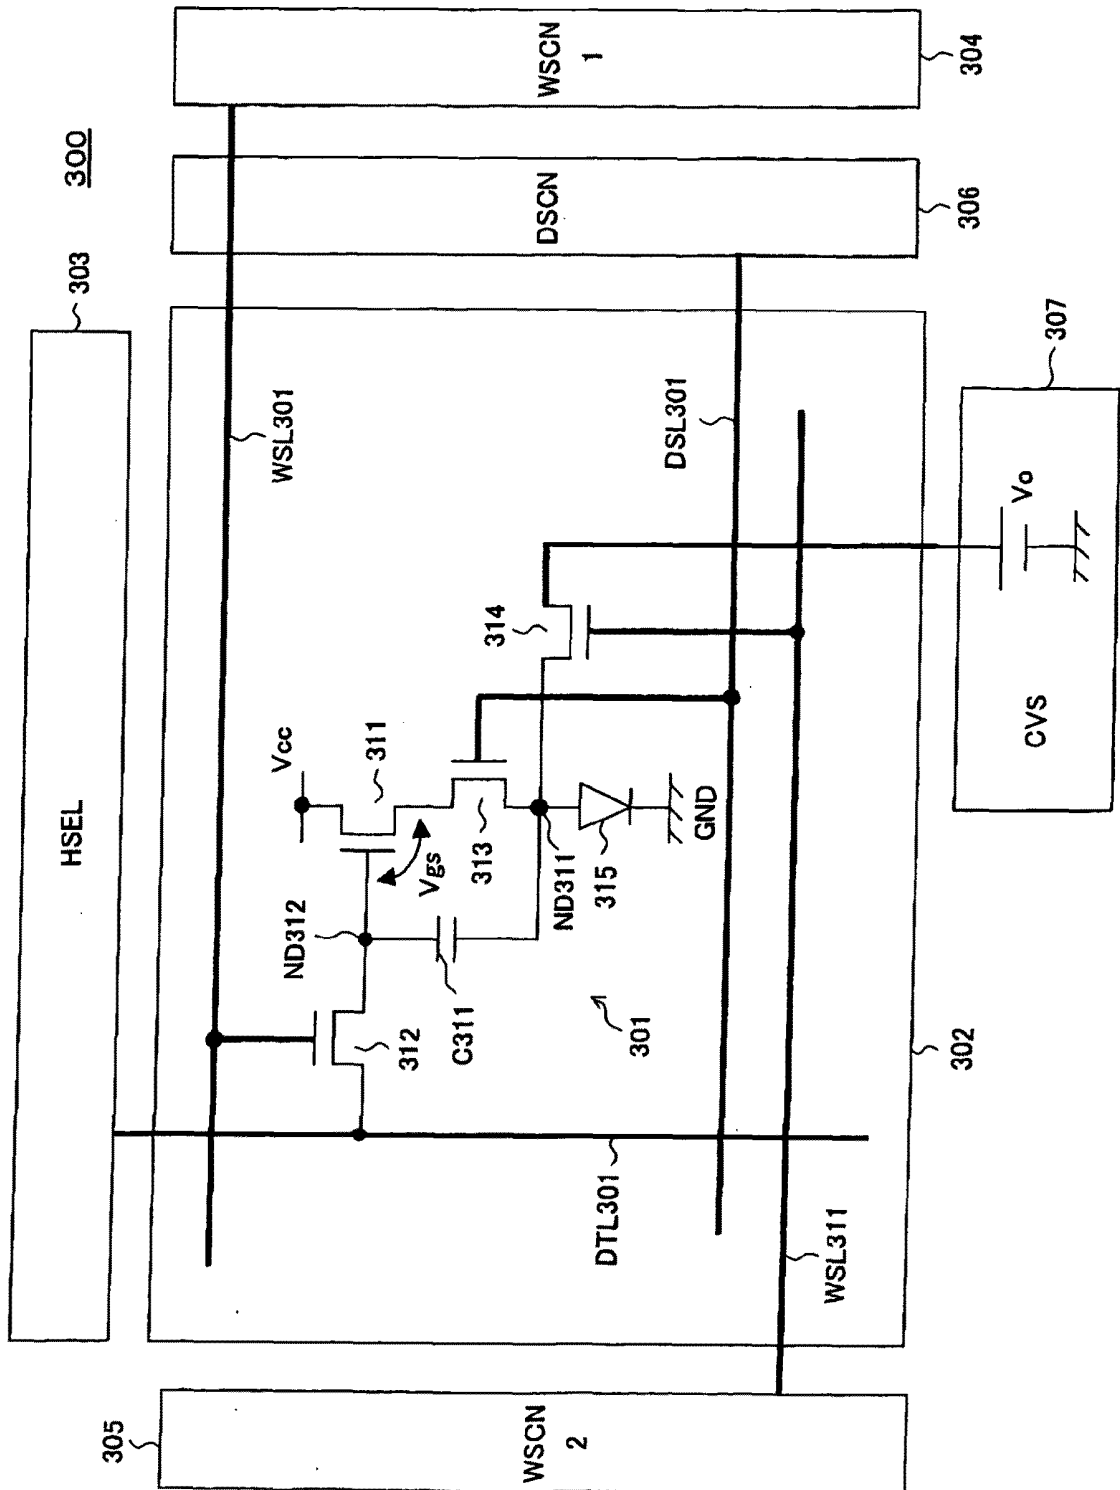 300
HSEL
303
WSCN
1
304
DSCN
306
WSCN
2
305
WSL301
Vcc
311
Vgs
ND312
312
C311
313
ND311
315
GND
314
DSL301
301
302
DTL301
WSL311
CVS
Vo
307